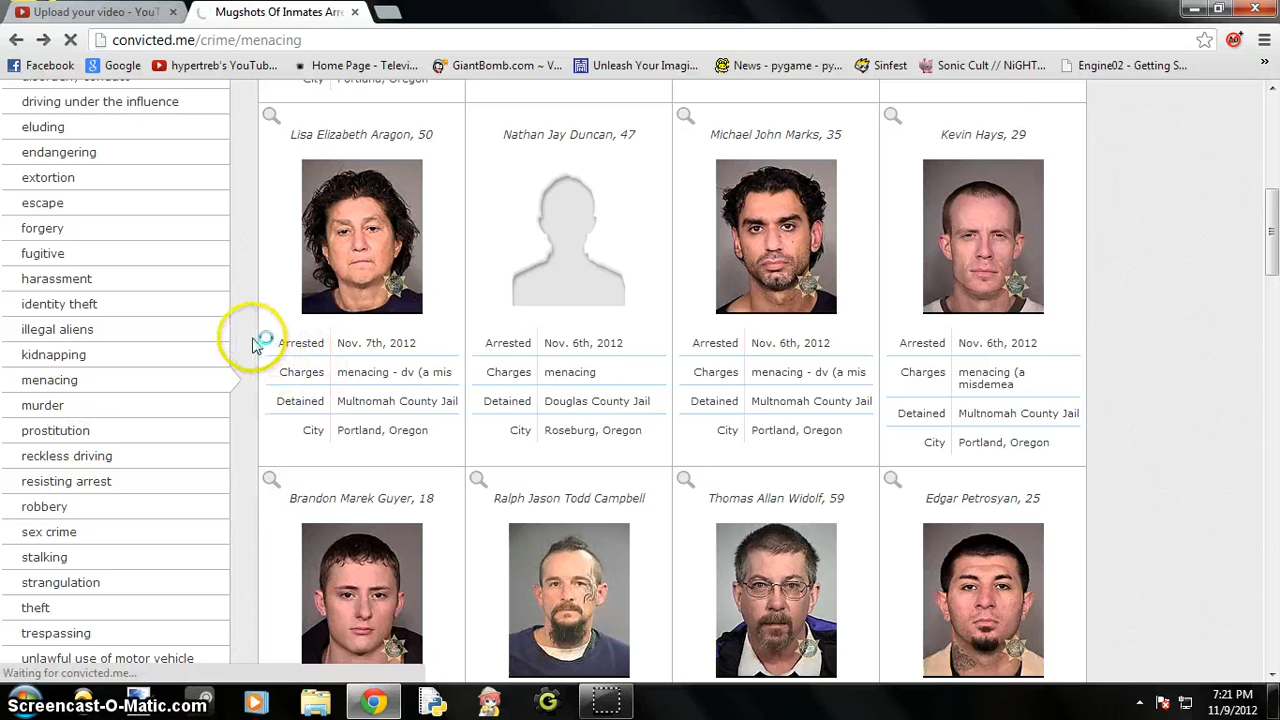 Upload your video - YouT
Mugshots Of Inmates Arre
convicted.me/crime/menacing
Facebook
Google
hypertreb's YouTub...
Home Page - Televi...
GiantBomb.com ~ V...
Unleash Your Imagi...
News - pygame - py...
Sinfest
Sonic Cult // NiGHT...
Engine02 - Getting S...
»
driving under the influence
eluding
endangering
extortion
escape
forgery
fugitive
harassment
identity theft
illegal aliens
kidnapping
menacing
murder
prostitution
reckless driving
resisting arrest
robbery
sex crime
stalking
strangulation
theft
trespassing
unlawful use of motor vehicle
City Portland, Oregon
Lisa Elizabeth Aragon, 50
Arrested Nov. 7th, 2012
Charges menacing - dv (a mis
Detained Multnomah County Jail
City Portland, Oregon
Nathan Jay Duncan, 47
Arrested Nov. 6th, 2012
Charges menacing
Detained Douglas County Jail
City Roseburg, Oregon
Michael John Marks, 35
Arrested Nov. 6th, 2012
Charges menacing - dv (a mis
Detained Multnomah County Jail
City Portland, Oregon
Kevin Hays, 29
Arrested Nov. 6th, 2012
Charges menacing (a
misdemea
Detained Multnomah County Jail
City Portland, Oregon
Brandon Marek Guyer, 18
Ralph Jason Todd Campbell
Thomas Allan Widolf, 59
Edgar Petrosyan, 25
Waiting for convicted.me...
Screencast-O-Matic.com
7:21 PM
11/9/2012